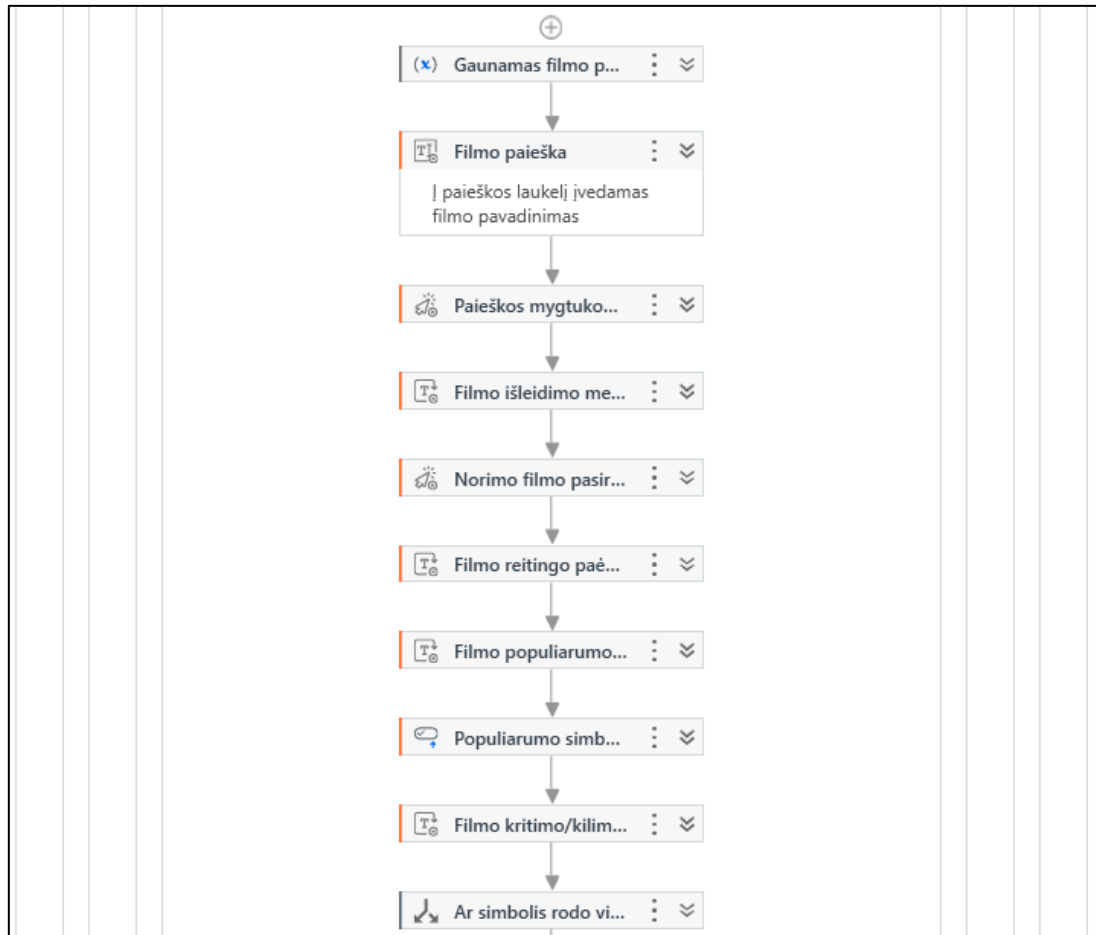 (x) Gaunamas filmo p...
Filmo paieška
Į paieškos laukelį įvedamas
filmo pavadinimas
Paieškos mygtuko...
Filmo išleidimo me...
Norimo filmo pasir...
Filmo reitingo paė...
Filmo populiarumo...
Populiarumo simb...
Filmo kritimo/kilim...
Ar simbolis rodo vi...